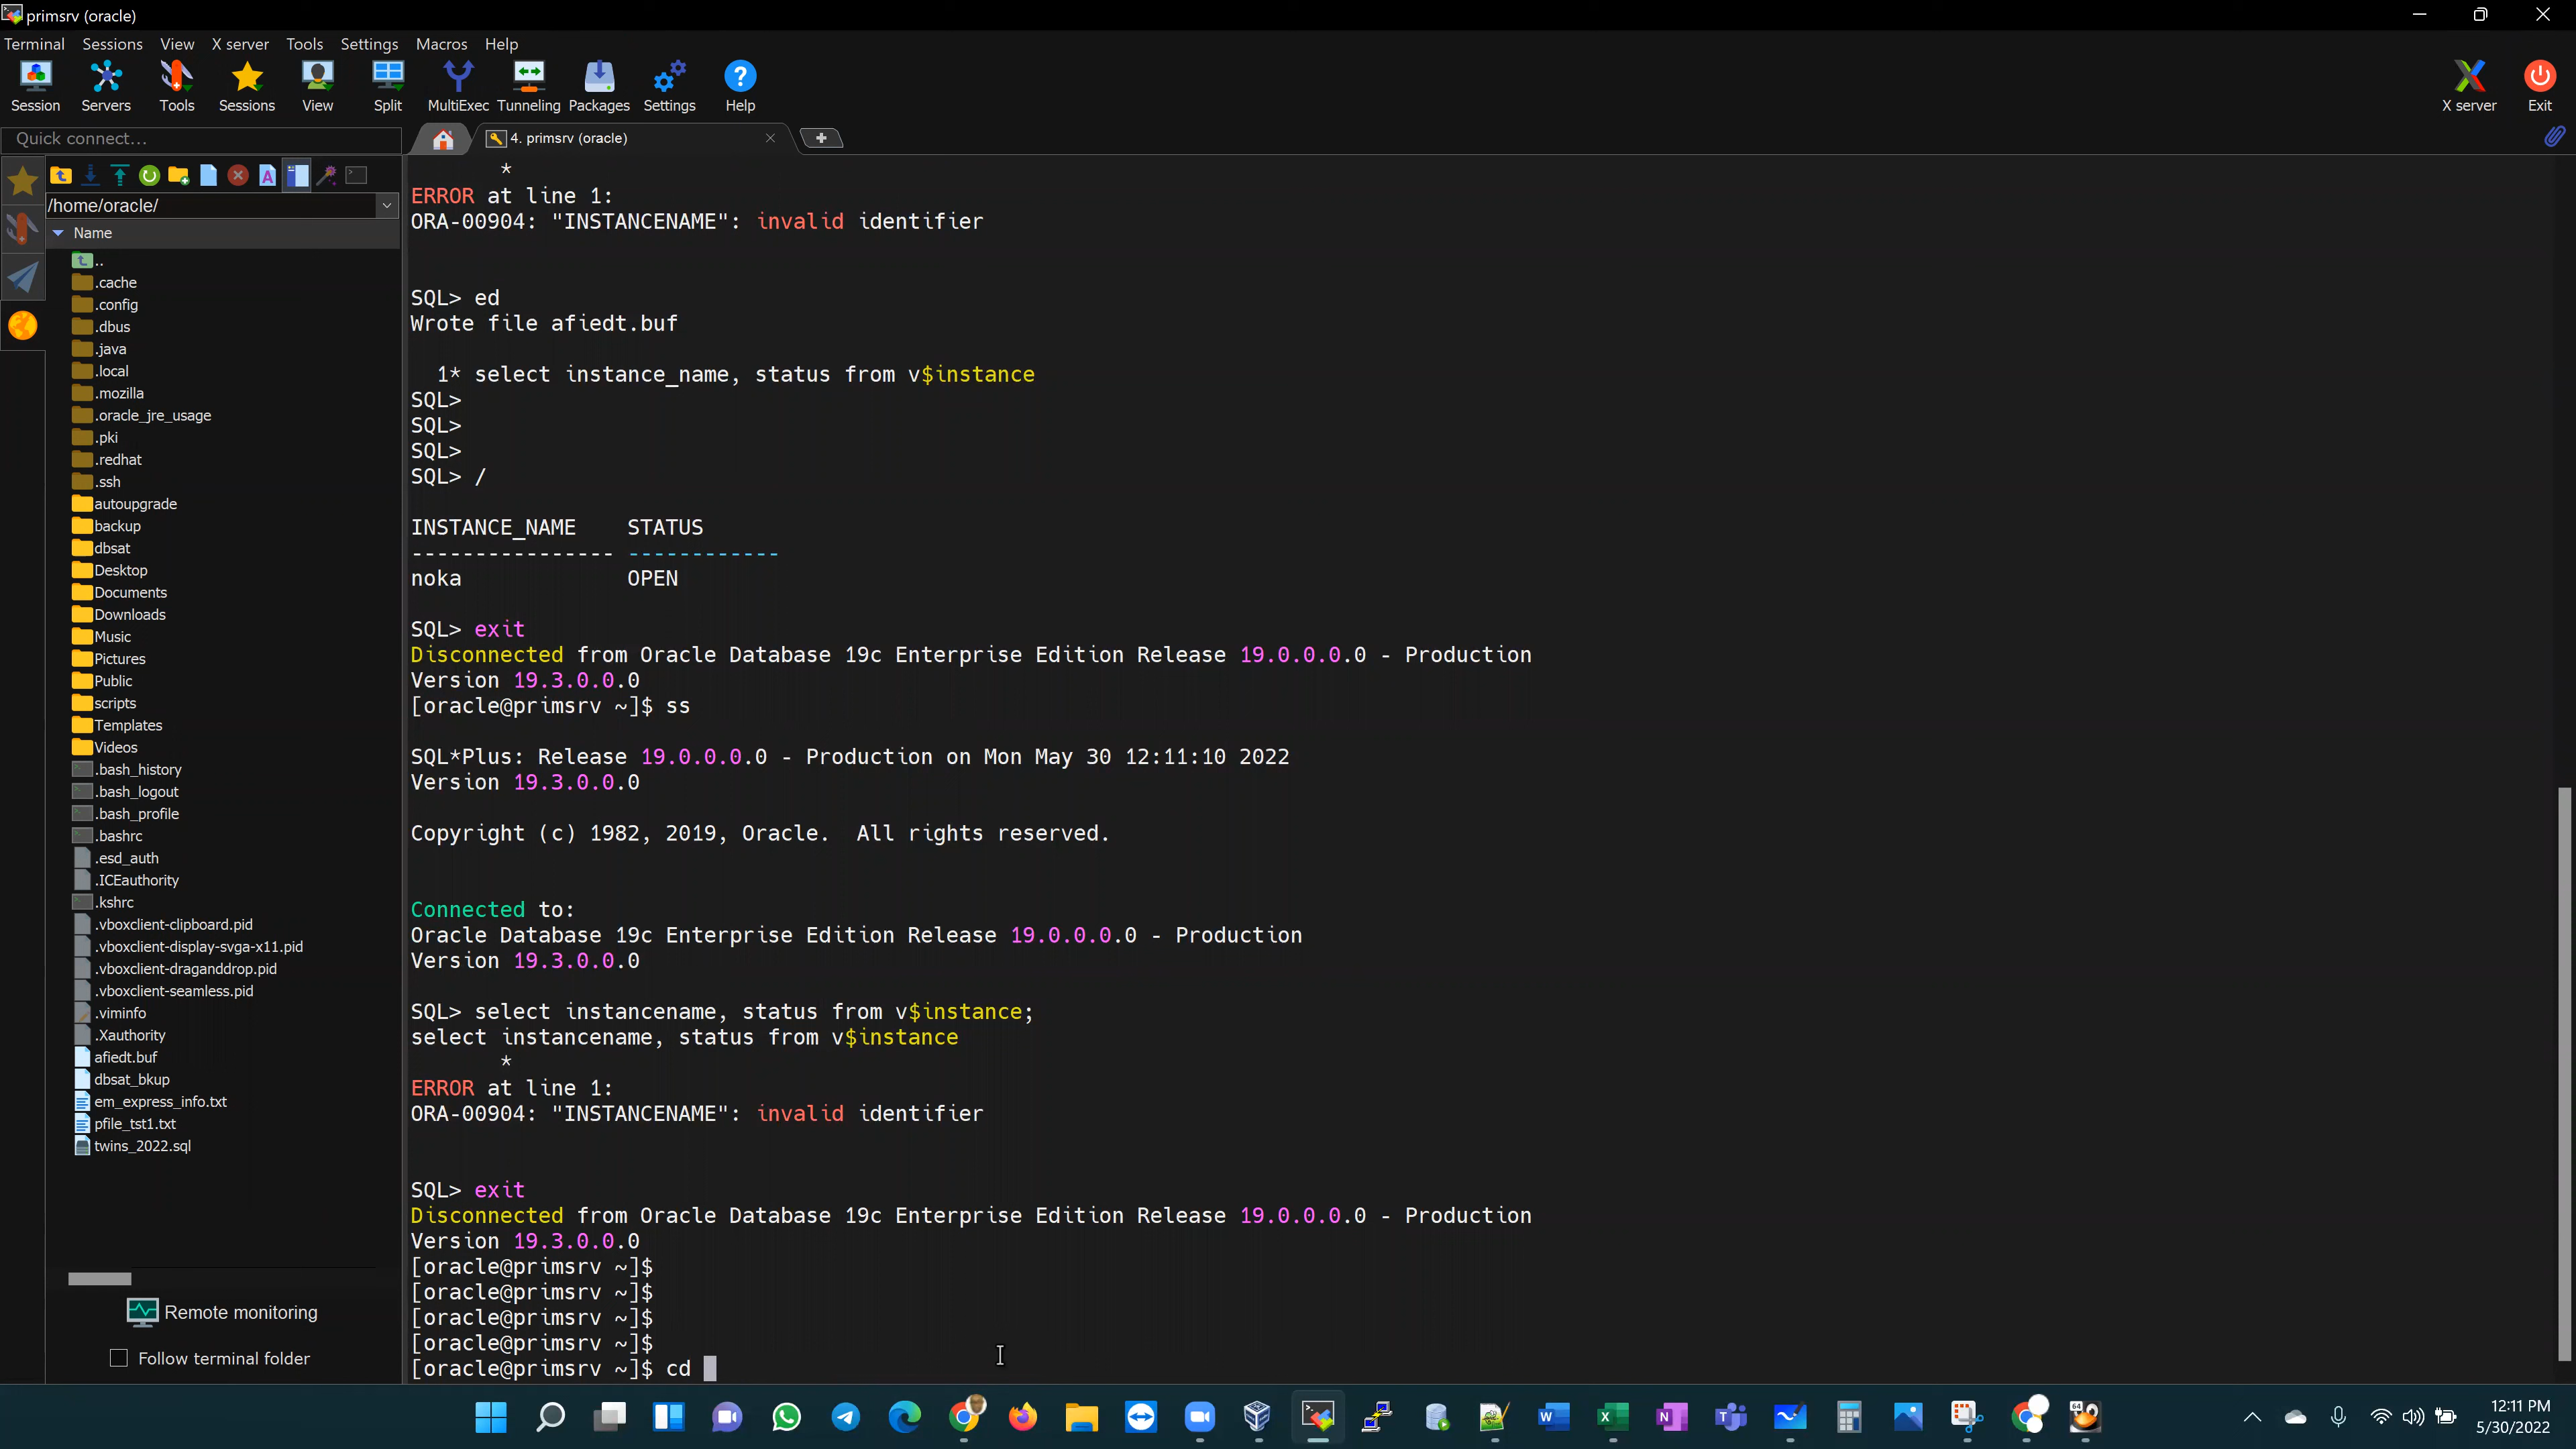 primsrv (oracle)
Terminal Sessions View X server Tools Settings Macros Help
Session Servers Tools Sessions View Split MultiExec Tunneling Packages Settings Help X server Exit
Quick connect...
4. primsrv (oracle)
/home/oracle/
Name
..
.cache
.config
.dbus
.java
.local
.mozilla
.oracle_jre_usage
.pki
.redhat
.ssh
autoupgrade
backup
dbsat
Desktop
Documents
Downloads
Music
Pictures
Public
scripts
Templates
Videos
.bash_history
.bash_logout
.bash_profile
.bashrc
.esd_auth
.ICEauthority
.kshrc
.vboxclient-clipboard.pid
.vboxclient-display-svga-x11.pid
.vboxclient-draganddrop.pid
.vboxclient-seamless.pid
.viminfo
.Xauthority
afiedt.buf
dbsat_bkup
em_express_info.txt
pfile_tst1.txt
twins_2022.sql
Remote monitoring
Follow terminal folder
*
ERROR at line 1:
ORA-00904: "INSTANCENAME": invalid identifier
SQL> ed
Wrote file afiedt.buf
1* select instance_name, status from v$instance
SQL>
SQL>
SQL>
SQL> /
INSTANCE_NAME STATUS
---------------- ------------
noka OPEN
SQL> exit
Disconnected from Oracle Database 19c Enterprise Edition Release 19.0.0.0.0 - Production
Version 19.3.0.0.0
[oracle@primsrv ~]$ ss
SQL*Plus: Release 19.0.0.0.0 - Production on Mon May 30 12:11:10 2022
Version 19.3.0.0.0
Copyright (c) 1982, 2019, Oracle.  All rights reserved.
Connected to:
Oracle Database 19c Enterprise Edition Release 19.0.0.0.0 - Production
Version 19.3.0.0.0
SQL> select instancename, status from v$instance;
select instancename, status from v$instance
*
ERROR at line 1:
ORA-00904: "INSTANCENAME": invalid identifier
SQL> exit
Disconnected from Oracle Database 19c Enterprise Edition Release 19.0.0.0.0 - Production
Version 19.3.0.0.0
[oracle@primsrv ~]$
[oracle@primsrv ~]$
[oracle@primsrv ~]$
[oracle@primsrv ~]$
[oracle@primsrv ~]$ cd
12:11 PM
5/30/2022